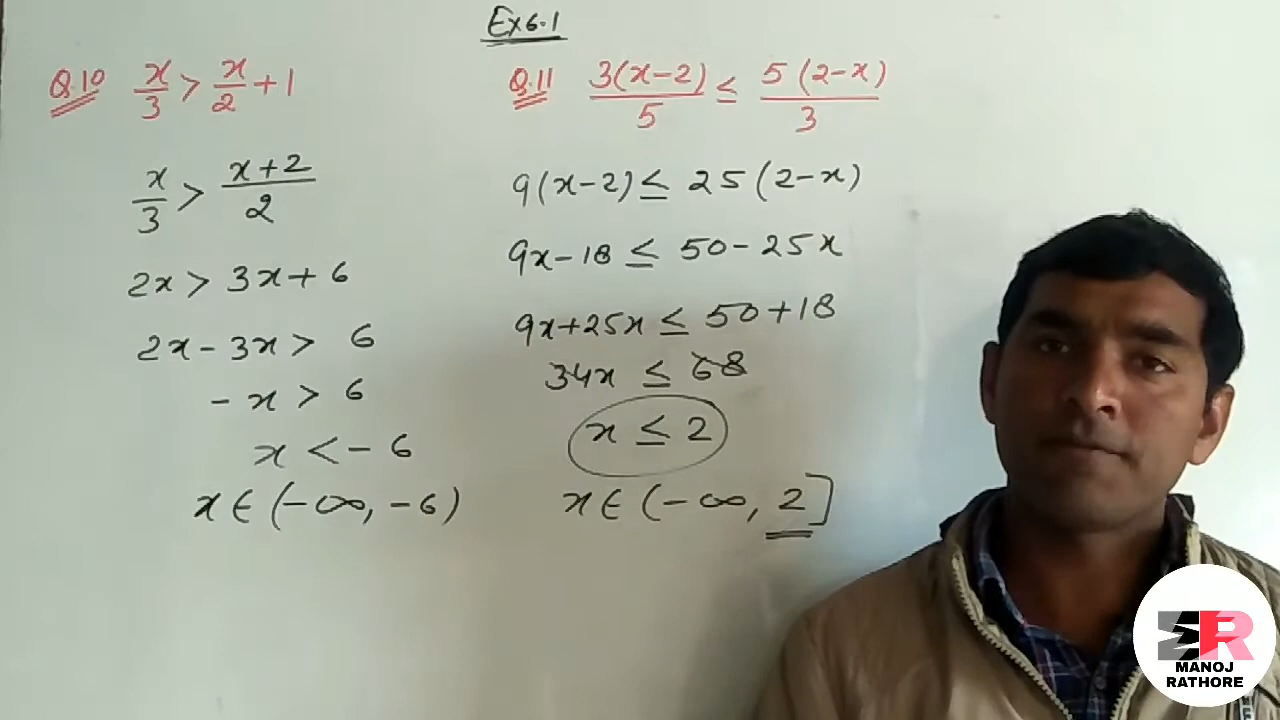 Ex 6.1
Q.10 x/3 > x/2 + 1
x/3 > (x+2)/2
2x > 3x + 6
2x - 3x > 6
- x > 6
x < - 6
x ∈ (-∞, -6)
Q.11 3(x-2)/5 ≤ 5(2-x)/3
9(x-2) ≤ 25(2-x)
9x - 18 ≤ 50 - 25x
9x + 25x ≤ 50 + 18
34x ≤ 68
x ≤ 2
x ∈ (-∞, 2]
MANOJ
RATHORE